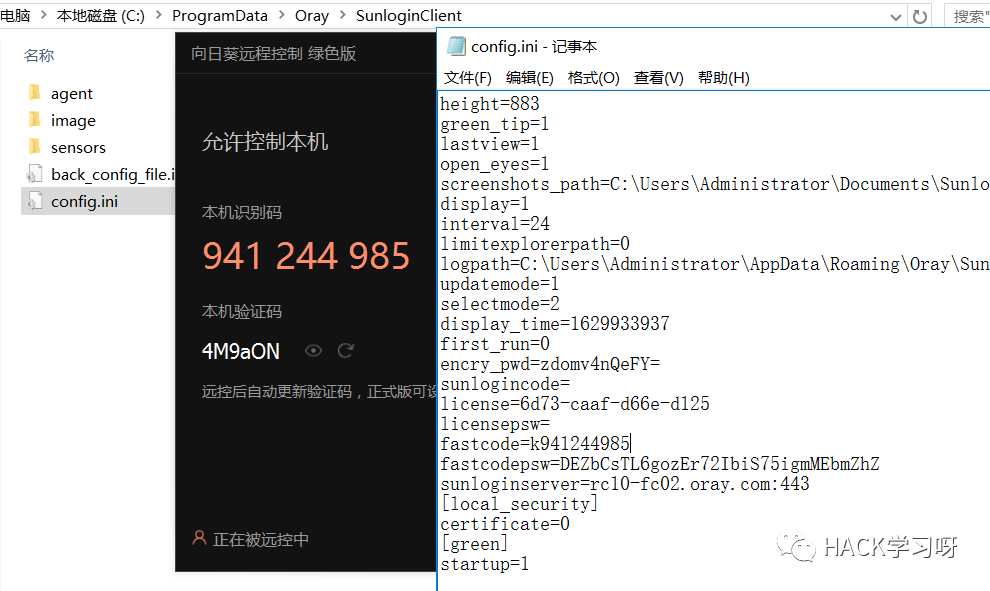 电脑 › 本地磁盘 (C:) › ProgramData › Oray › SunloginClient
搜索"
名称
agent
image
sensors
back_config_file.i
config.ini
向日葵远程控制 绿色版
允许控制本机
本机识别码
941 244 985
本机验证码
4M9aON
远控后自动更新验证码，正式版可设
正在被远控中
config.ini - 记事本
文件(F) 编辑(E) 格式(O) 查看(V) 帮助(H)
height=883
green_tip=1
lastview=1
open_eyes=1
screenshots_path=C:\Users\Administrator\Documents\Sunlo
display=1
interval=24
limitexplorerpath=0
logpath=C:\Users\Administrator\AppData\Roaming\Oray\Sun
updatemode=1
selectmode=2
display_time=1629933937
first_run=0
encry_pwd=zdomv4nQeFY=
sunlogincode=
license=6d73-caaf-d66e-d125
licensepsw=
fastcode=k941244985
fastcodepsw=DEZbCsTL6gozEr72IbiS75igmMEbmZhZ
sunloginserver=rc10-fc02.oray.com:443
[local_security]
certificate=0
[green]
startup=1
HACK学习呀